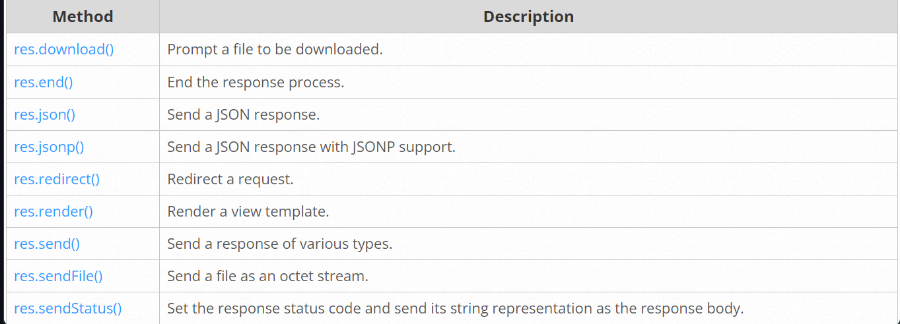 Method Description
res.download() Prompt a file to be downloaded.
res.end() End the response process.
res.json() Send a JSON response.
res.jsonp() Send a JSON response with JSONP support.
res.redirect() Redirect a request.
res.render() Render a view template.
res.send() Send a response of various types.
res.sendFile() Send a file as an octet stream.
res.sendStatus() Set the response status code and send its string representation as the response body.